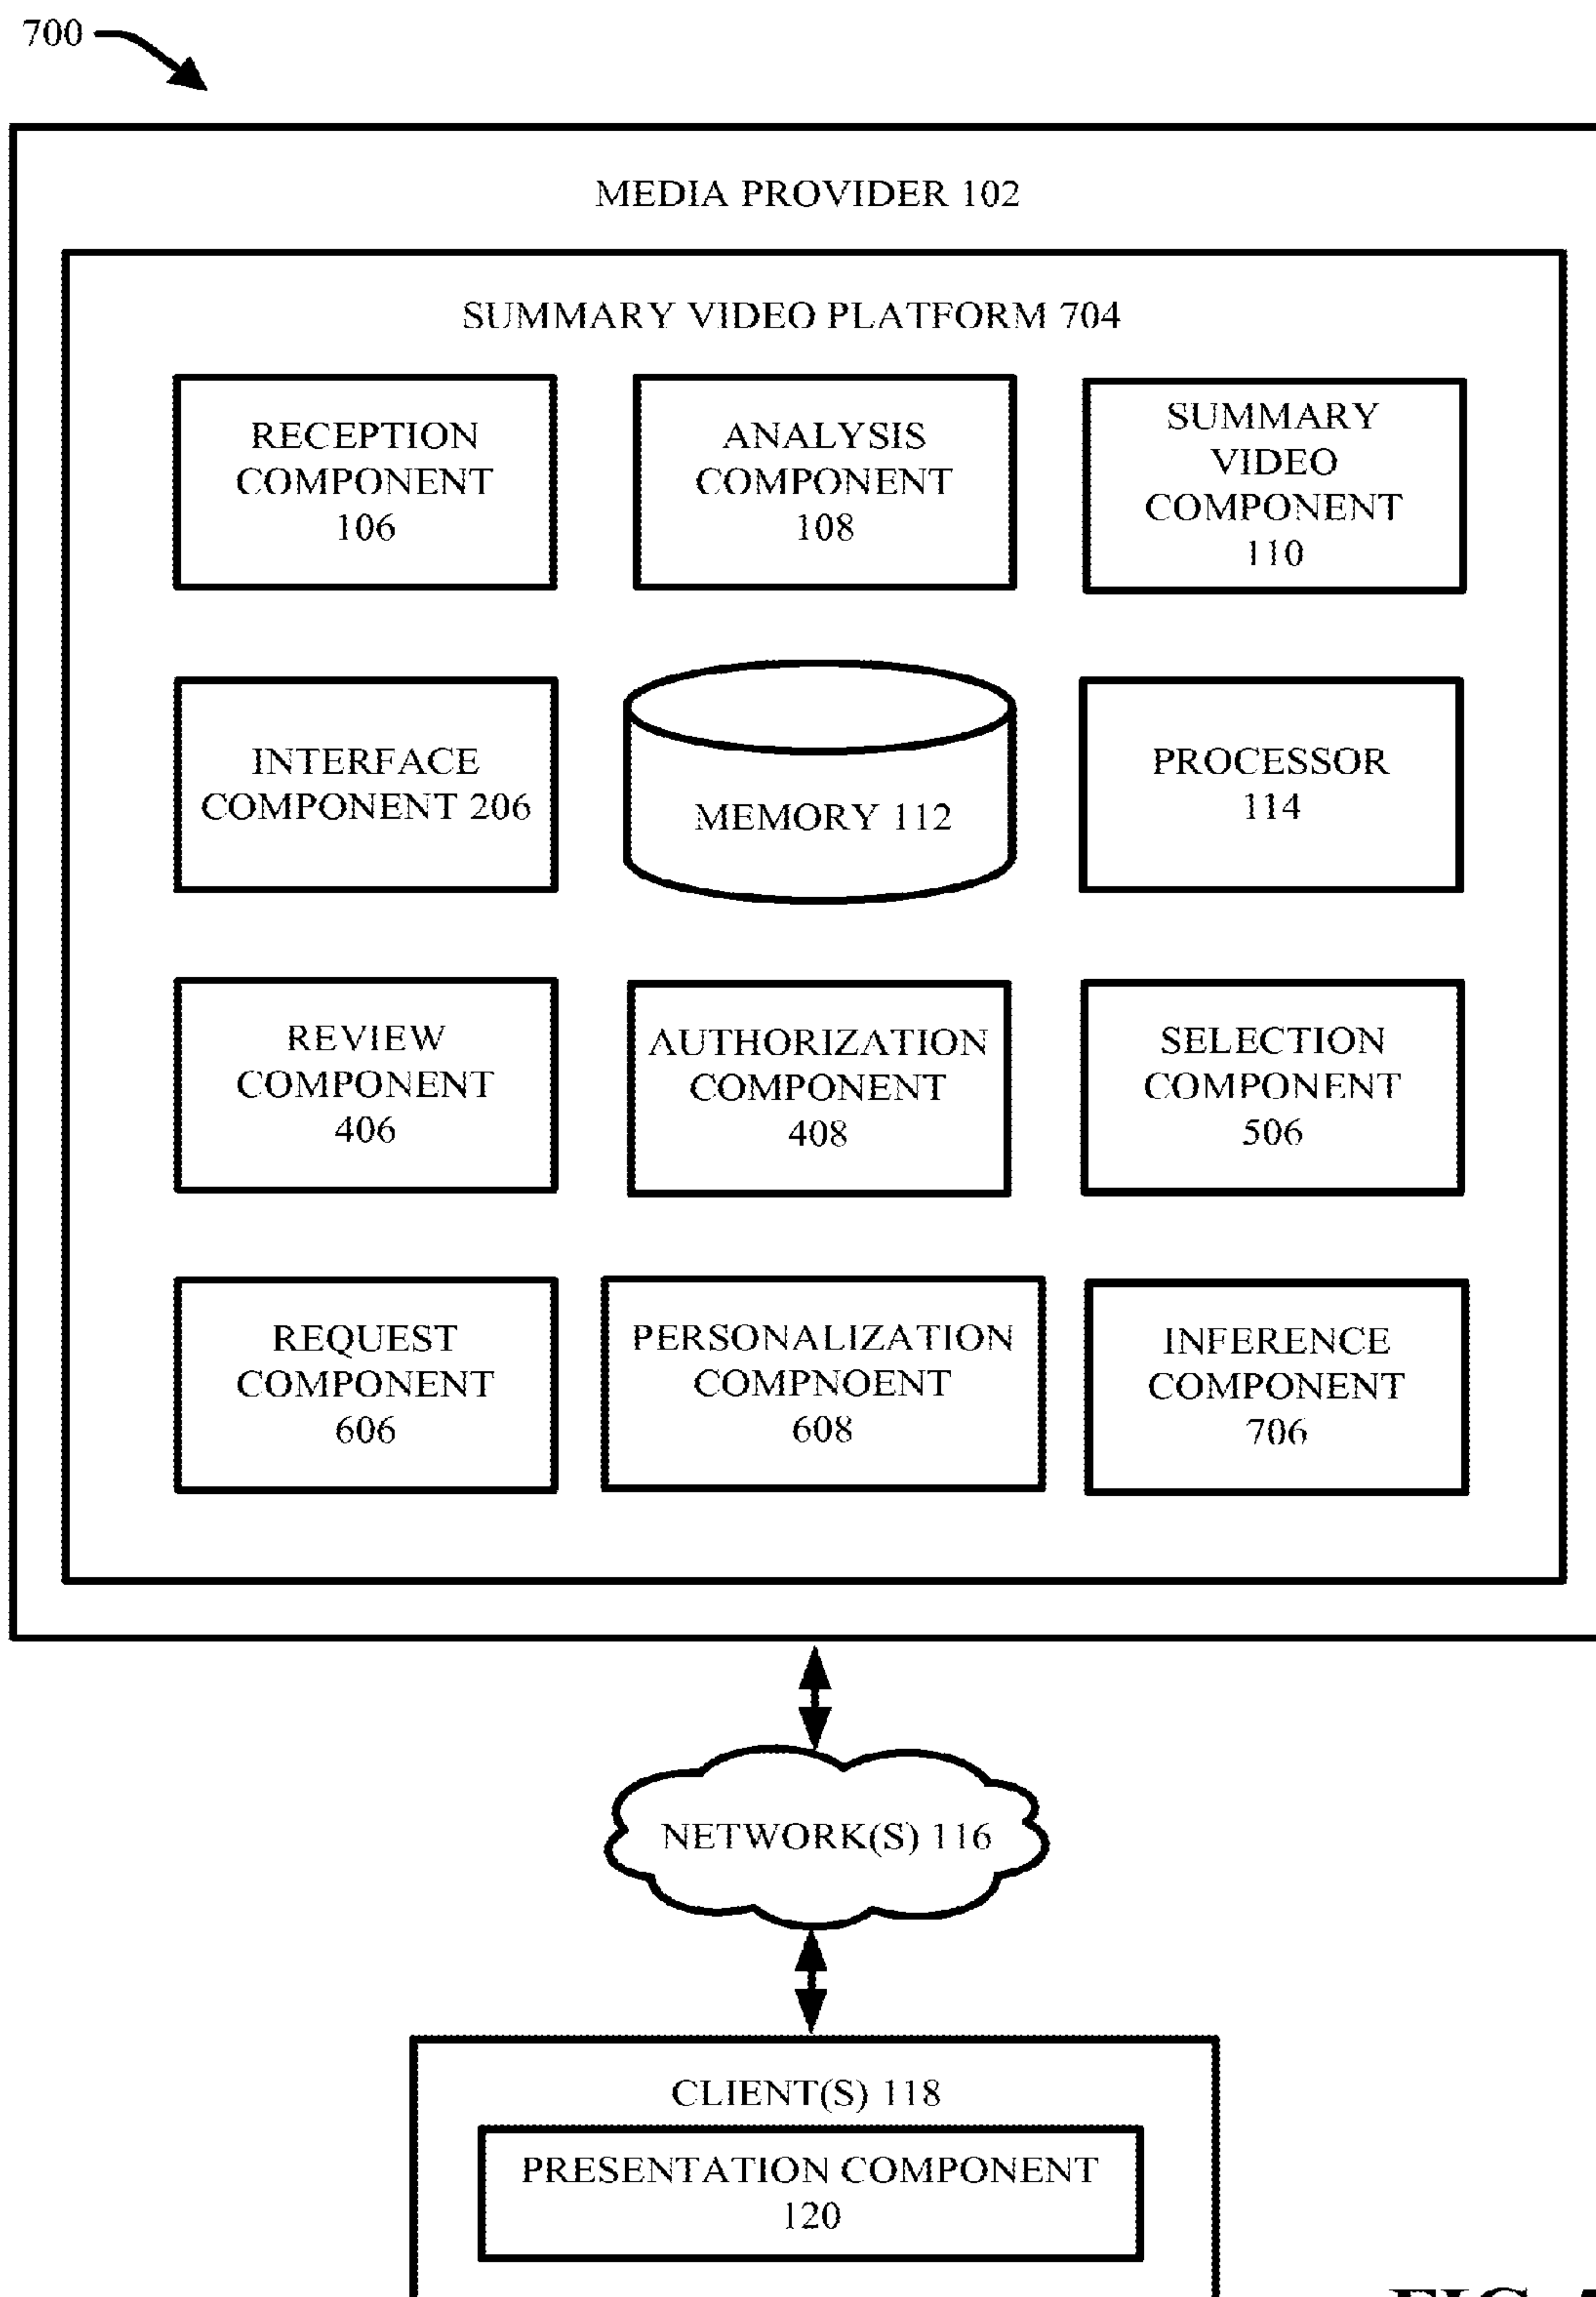 700
MEDIA PROVIDER 102
SUMMARY VIDEO PLATFORM 704
RECEPTION
COMPONENT
106
ANALYSIS
COMPONENT
108
SUMMARY
VIDEO
COMPONENT
110
INTERFACE
COMPONENT 206
MEMORY 112
PROCESSOR
114
REVIEW
COMPONENT
406
AUTHORIZATION
COMPONENT
408
SELECTION
COMPONENT
506
REQUEST
COMPONENT
606
PERSONALIZATION
COMPNOENT
608
INFERENCE
COMPONENT
706
NETWORK(S) 116
CLIENT(S) 118
PRESENTATION COMPONENT
120